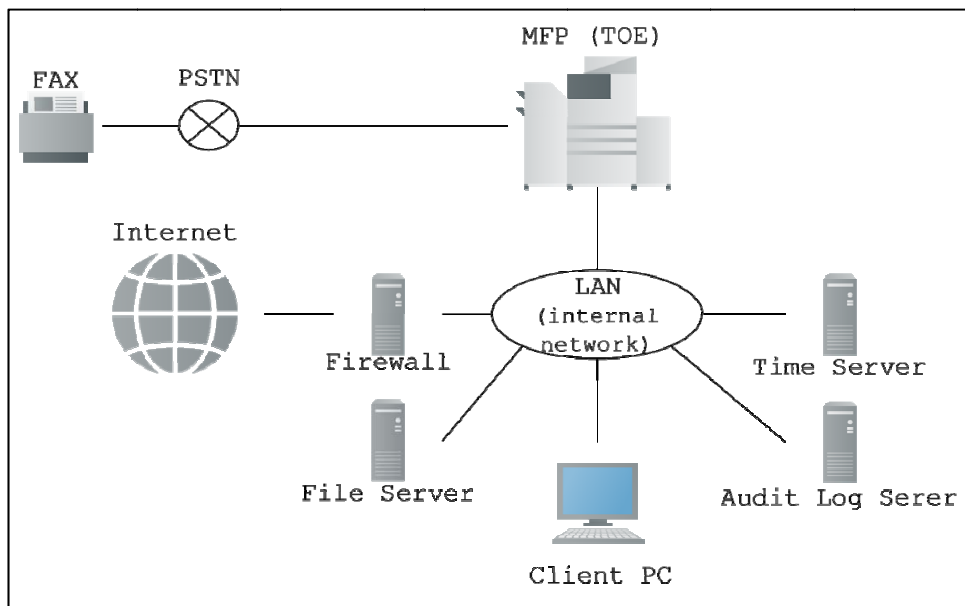 MFP (TOE)
FAX
PSTN
Internet
LAN
(internal
network)
Firewall
Time Server
File Server
Audit Log Serer
Client PC